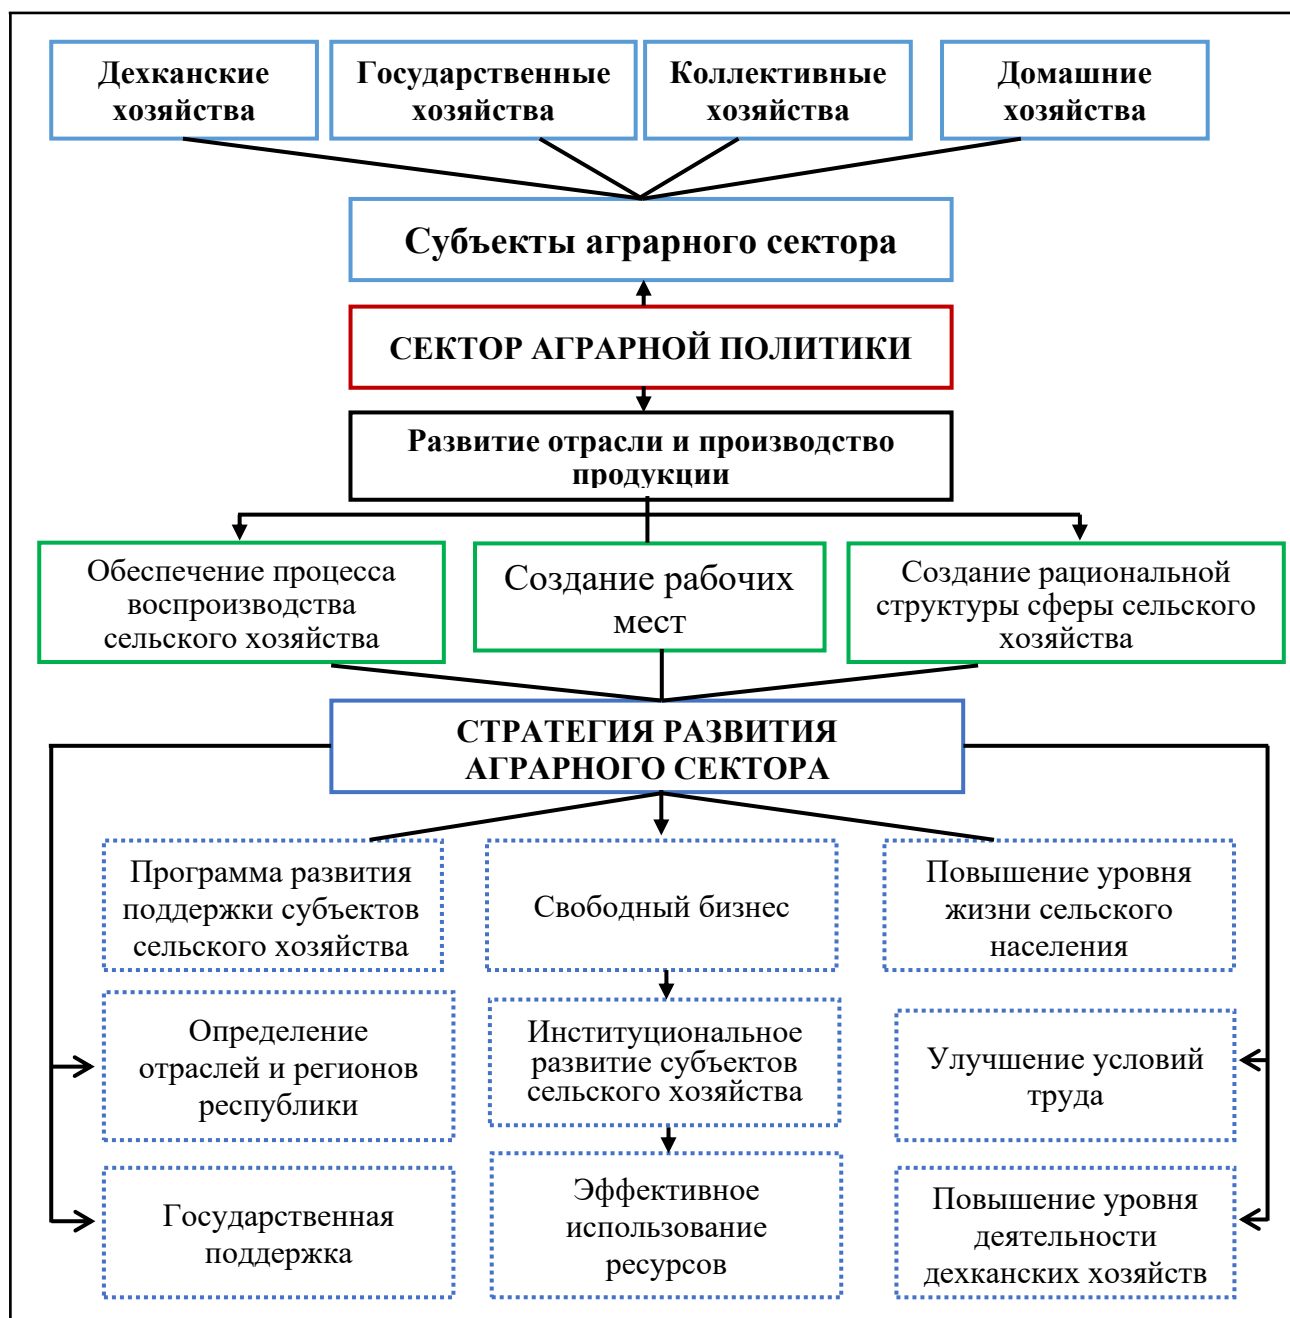 Дехканские
хозяйства
Государственные
хозяйства
Коллективные
хозяйства
Домашние
хозяйства
Субъекты аграрного сектора
СЕКТОР АГРАРНОЙ ПОЛИТИКИ
Развитие отрасли и производство
продукции
Обеспечение процесса
воспроизводства
сельского хозяйства
Создание рабочих
мест
Создание рациональной
структуры сферы сельского
хозяйства
СТРАТЕГИЯ РАЗВИТИЯ
АГРАРНОГО СЕКТОРА
Программа развития
поддержки субъектов
сельского хозяйства
Свободный бизнес
Повышение уровня
жизни сельского
населения
Определение
отраслей и регионов
республики
Институциональное
развитие субъектов
сельского хозяйства
Улучшение условий
труда
Государственная
поддержка
Эффективное
использование
ресурсов
Повышение уровня
деятельности
дехканских хозяйств